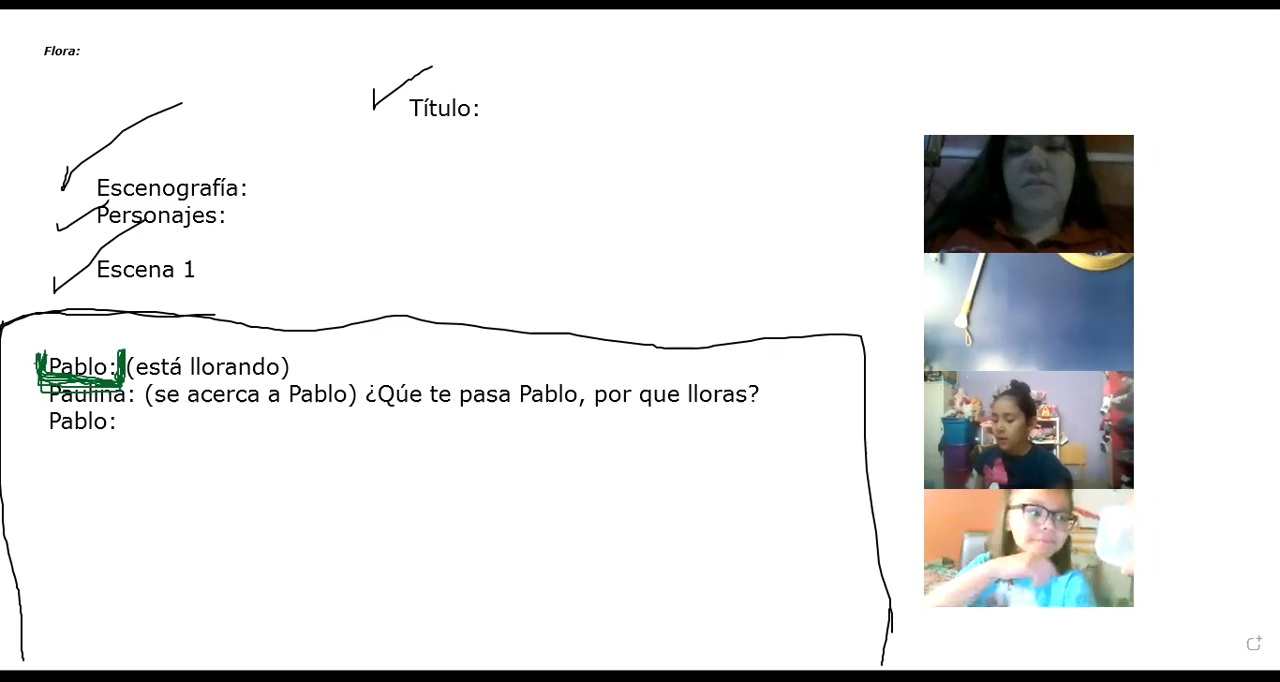 Flora:
Título:
Escenografía:
Personajes:
Escena 1
Pablo: (está llorando)
Paulina: (se acerca a Pablo) ¿Qúe te pasa Pablo, por que lloras?
Pablo: